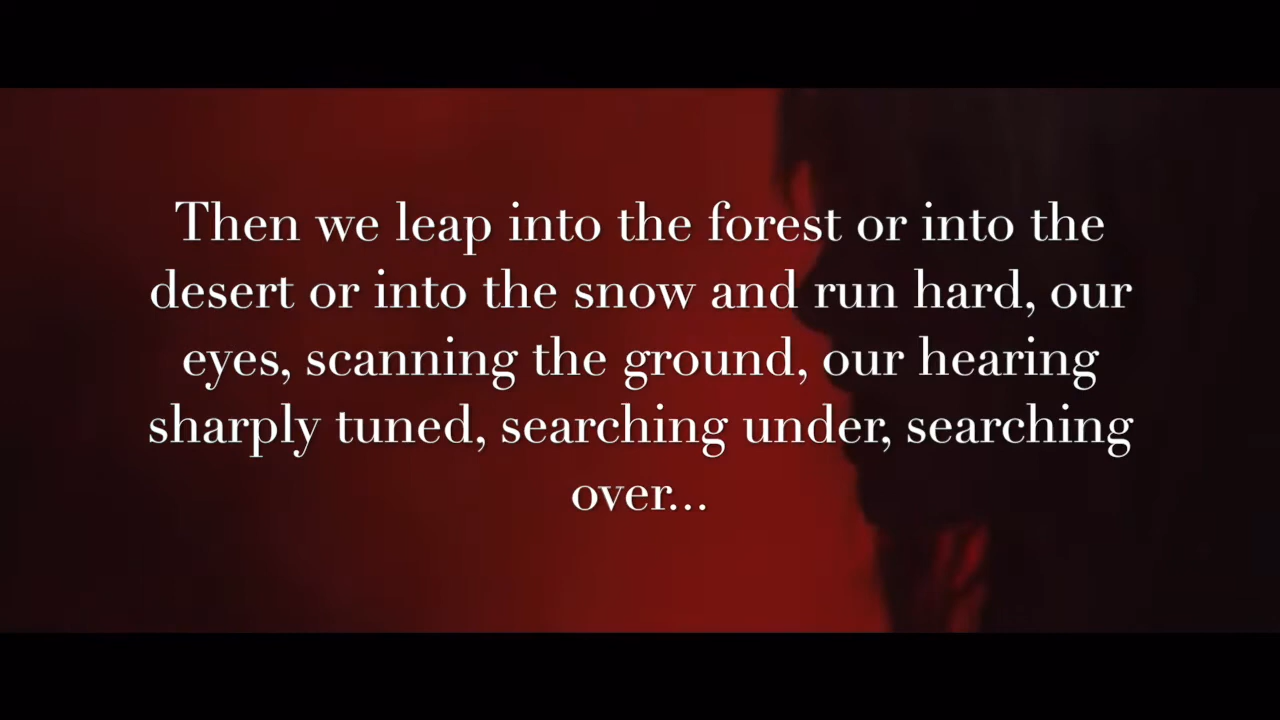 Then we leap into the forest or into the
desert or into the snow and run hard, our
eyes, scanning the ground, our hearing
sharply tuned, searching under, searching
over...